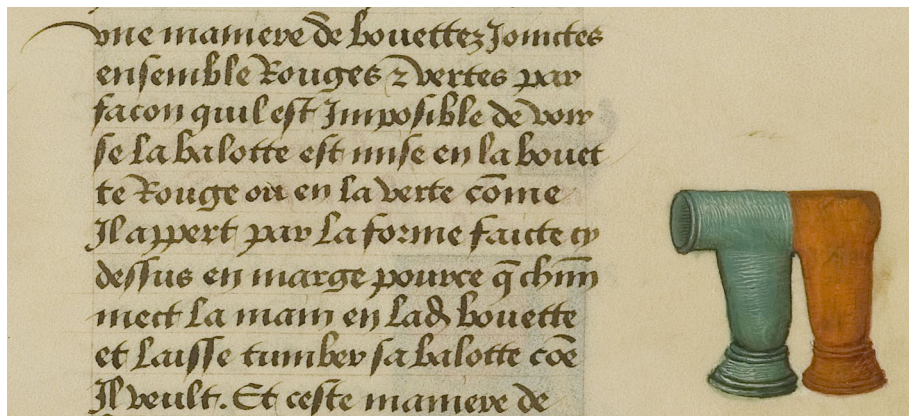 vne maniere de bouettez Joinctes
ensemble Rouges ⁊ vertes par
facon quil est Imposible de voir
se la balotte est mise en la bouet
te Rouge ou en la verte cōme
Il appert par la forme faicte cy
dessus en marge pource q̄ chūn
mect la main en lad bouette
et laisse tumber sa balotte cōe
Il veult. Et ceste maniere de